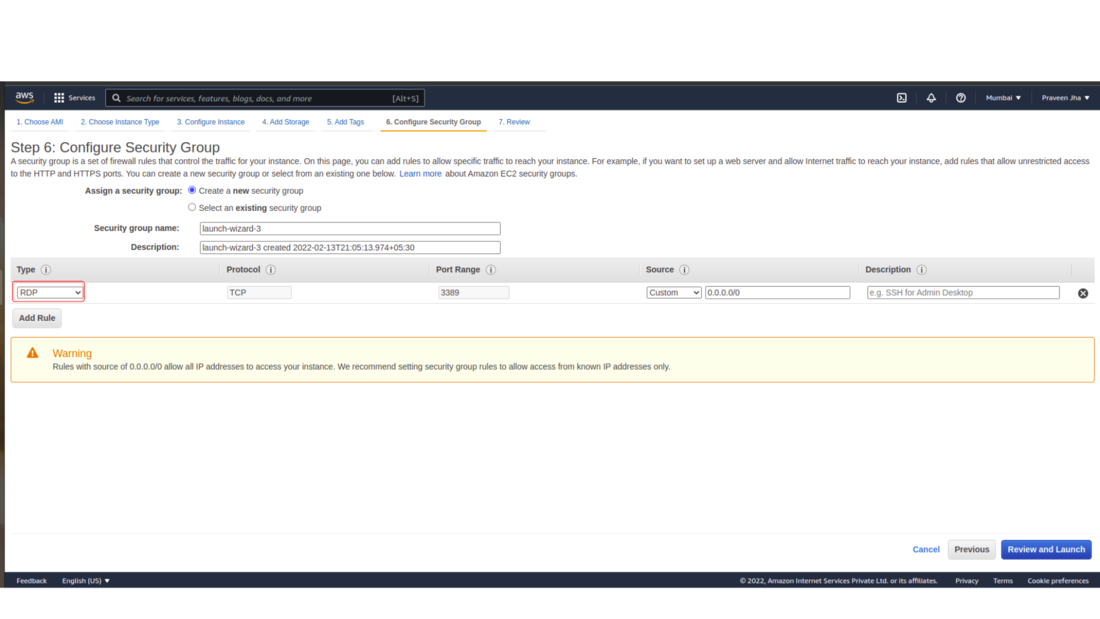 aws Services Search for services, features, blogs, docs, and more [Alt+S] Mumbai Praveen Jha
1. Choose AMI 2. Choose Instance Type 3. Configure Instance 4. Add Storage 5. Add Tags 6. Configure Security Group 7. Review
Step 6: Configure Security Group
A security group is a set of firewall rules that control the traffic for your instance. On this page, you can add rules to allow specific traffic to reach your instance. For example, if you want to set up a web server and allow Internet traffic to reach your instance, add rules that allow unrestricted access
to the HTTP and HTTPS ports. You can create a new security group or select from an existing one below. Learn more about Amazon EC2 security groups.
Assign a security group: Create a new security group
Select an existing security group
Security group name: launch-wizard-3
Description: launch-wizard-3 created 2022-02-13T21:05:13.974+05:30
Type Protocol Port Range Source Description
RDP TCP 3389 Custom 0.0.0.0/0 e.g. SSH for Admin Desktop
Add Rule
Warning
Rules with source of 0.0.0.0/0 allow all IP addresses to access your instance. We recommend setting security group rules to allow access from known IP addresses only.
Cancel Previous Review and Launch
Feedback English (US) © 2022, Amazon Internet Services Private Ltd. or its affiliates. Privacy Terms Cookie preferences